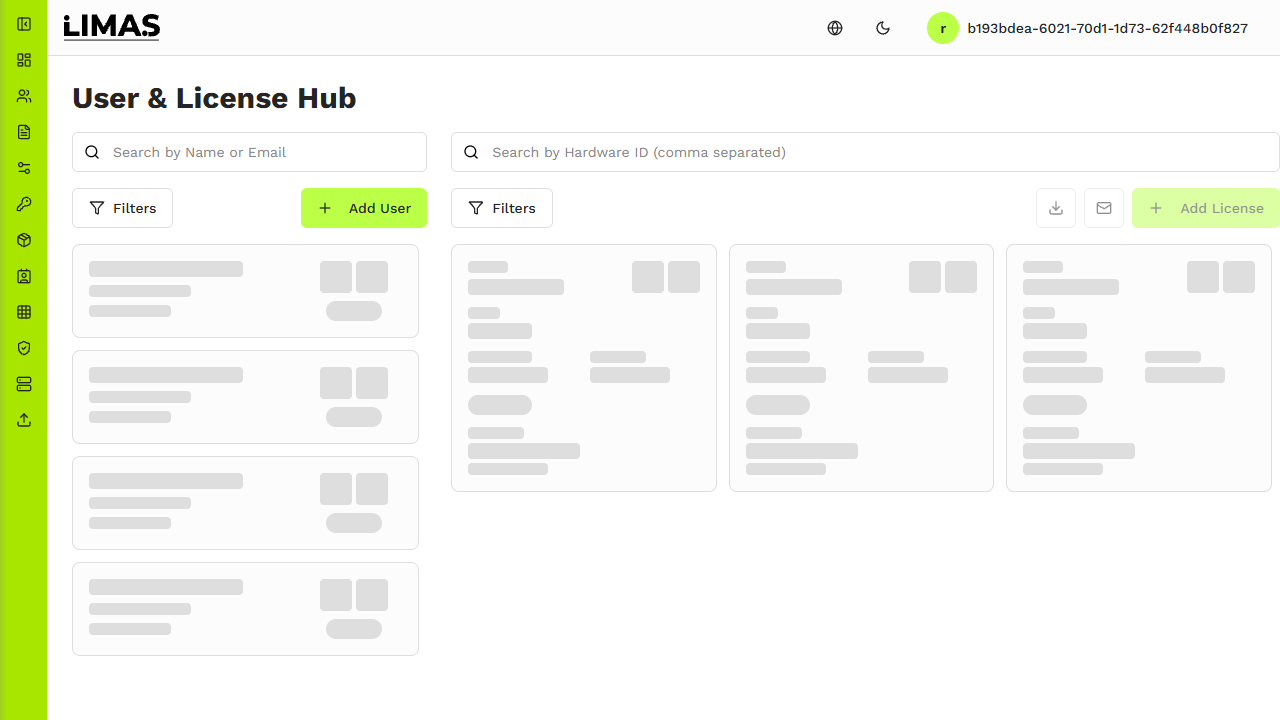 LIMAS
r
b193bdea-6021-70d1-1d73-62f448b0f827
User & License Hub
Search by Name or Email
Search by Hardware ID (comma separated)
Filters
Add User
Filters
Add License